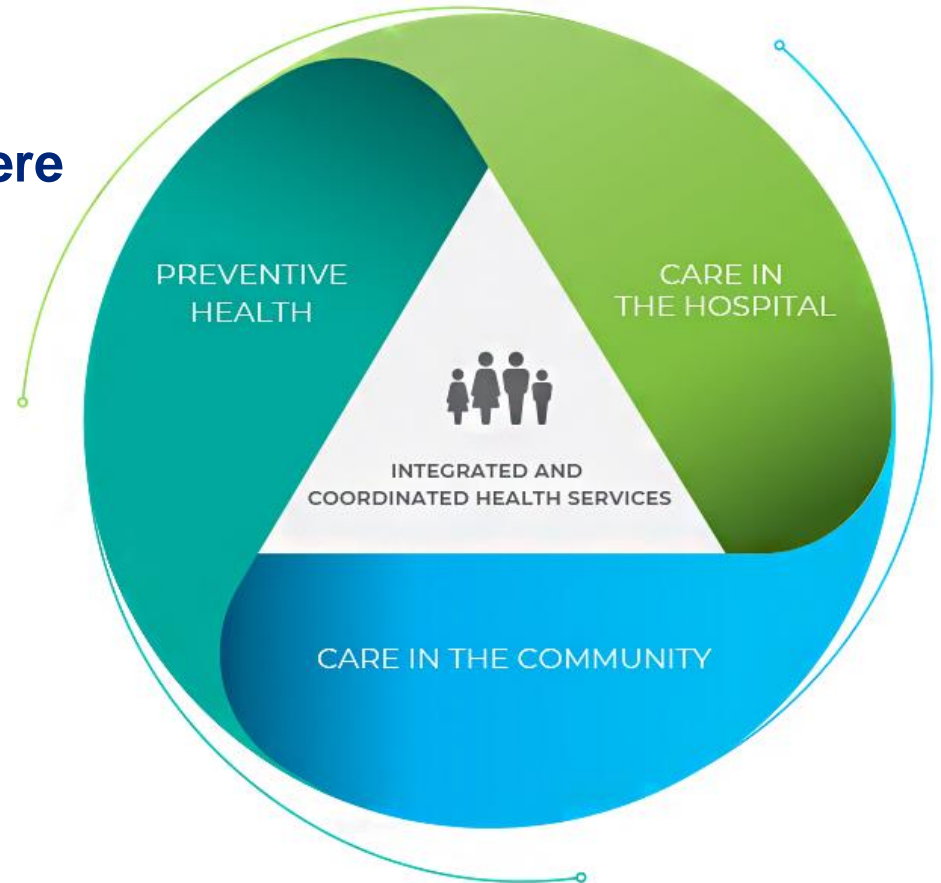 ere
PREVENTIVE
HEALTH
CARE IN
THE HOSPITAL
INTEGRATED AND
COORDINATED HEALTH SERVICES
CARE IN THE COMMUNITY